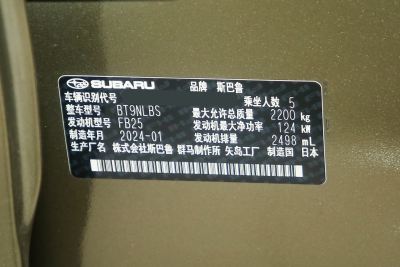 SUBARU 品牌 斯巴鲁
车辆识别代号 乘坐人数 5
整车型号 BT9NLBS 最大允许总质量 2200 kg
发动机型号 FB25 发动机最大净功率 124 kW
制造年月 2024-01 发动机排量 2498 mL
生产厂名 株式会社斯巴鲁 群马制作所 矢岛工厂 制造国 日本